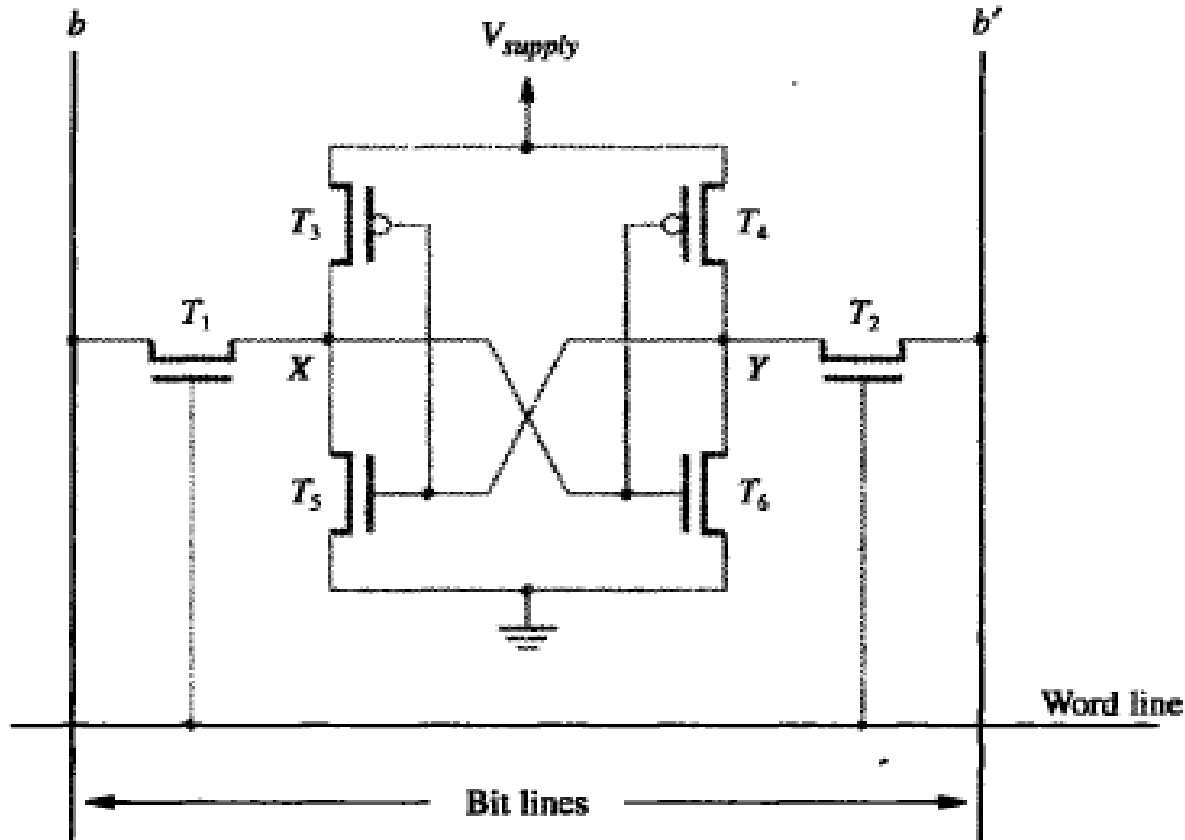 b
b'
V_supply
T_3
T_4
T_1
T_2
X
Y
T_5
T_6
Word line
Bit lines